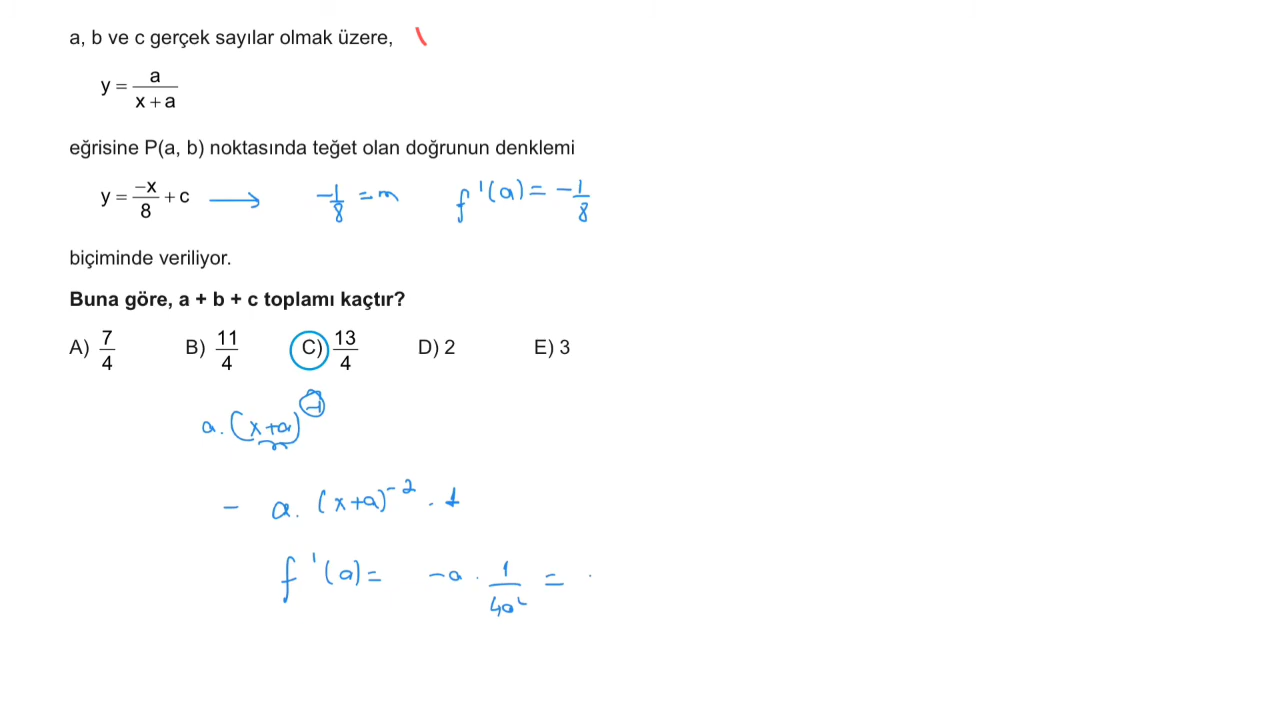 a, b ve c gerçek sayılar olmak üzere,
y = a / (x + a)
eğrisine P(a, b) noktasında teğet olan doğrunun denklemi
y = -x/8 + c → -1/8 = m f'(a) = -1/8
biçiminde veriliyor.
Buna göre, a + b + c toplamı kaçtır?
A) 7/4 B) 11/4 C) 13/4 D) 2 E) 3
a. (x+a)^-1
- a. (x+a)^-2 . 1
f'(a) = -a . 1/4a² =